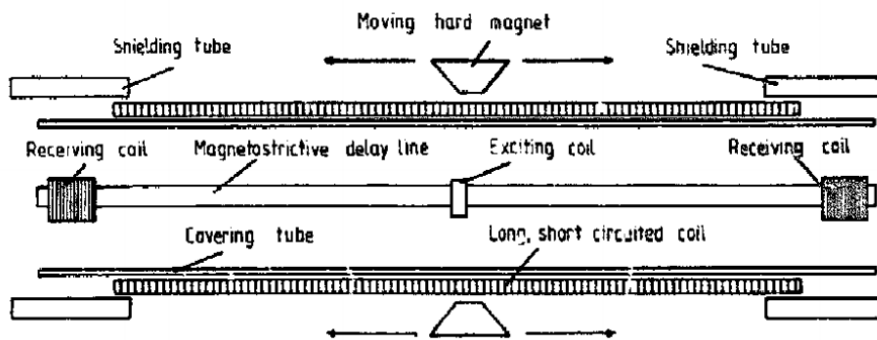 Moving hard magnet
Shielding tube
Shielding tube
Receiving coil
Magnetostrictive delay line
Exciting coil
Receiving coil
Covering tube
Long, short circuited coil